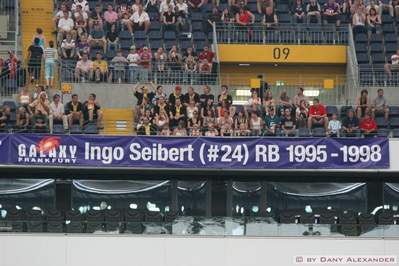 09
GALAXY
FRANKFURT
Ingo Seibert (#24) RB 1995 -1998
© BY DANY ALEXANDER